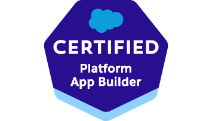 CERTIFIED
Platform
App Builder